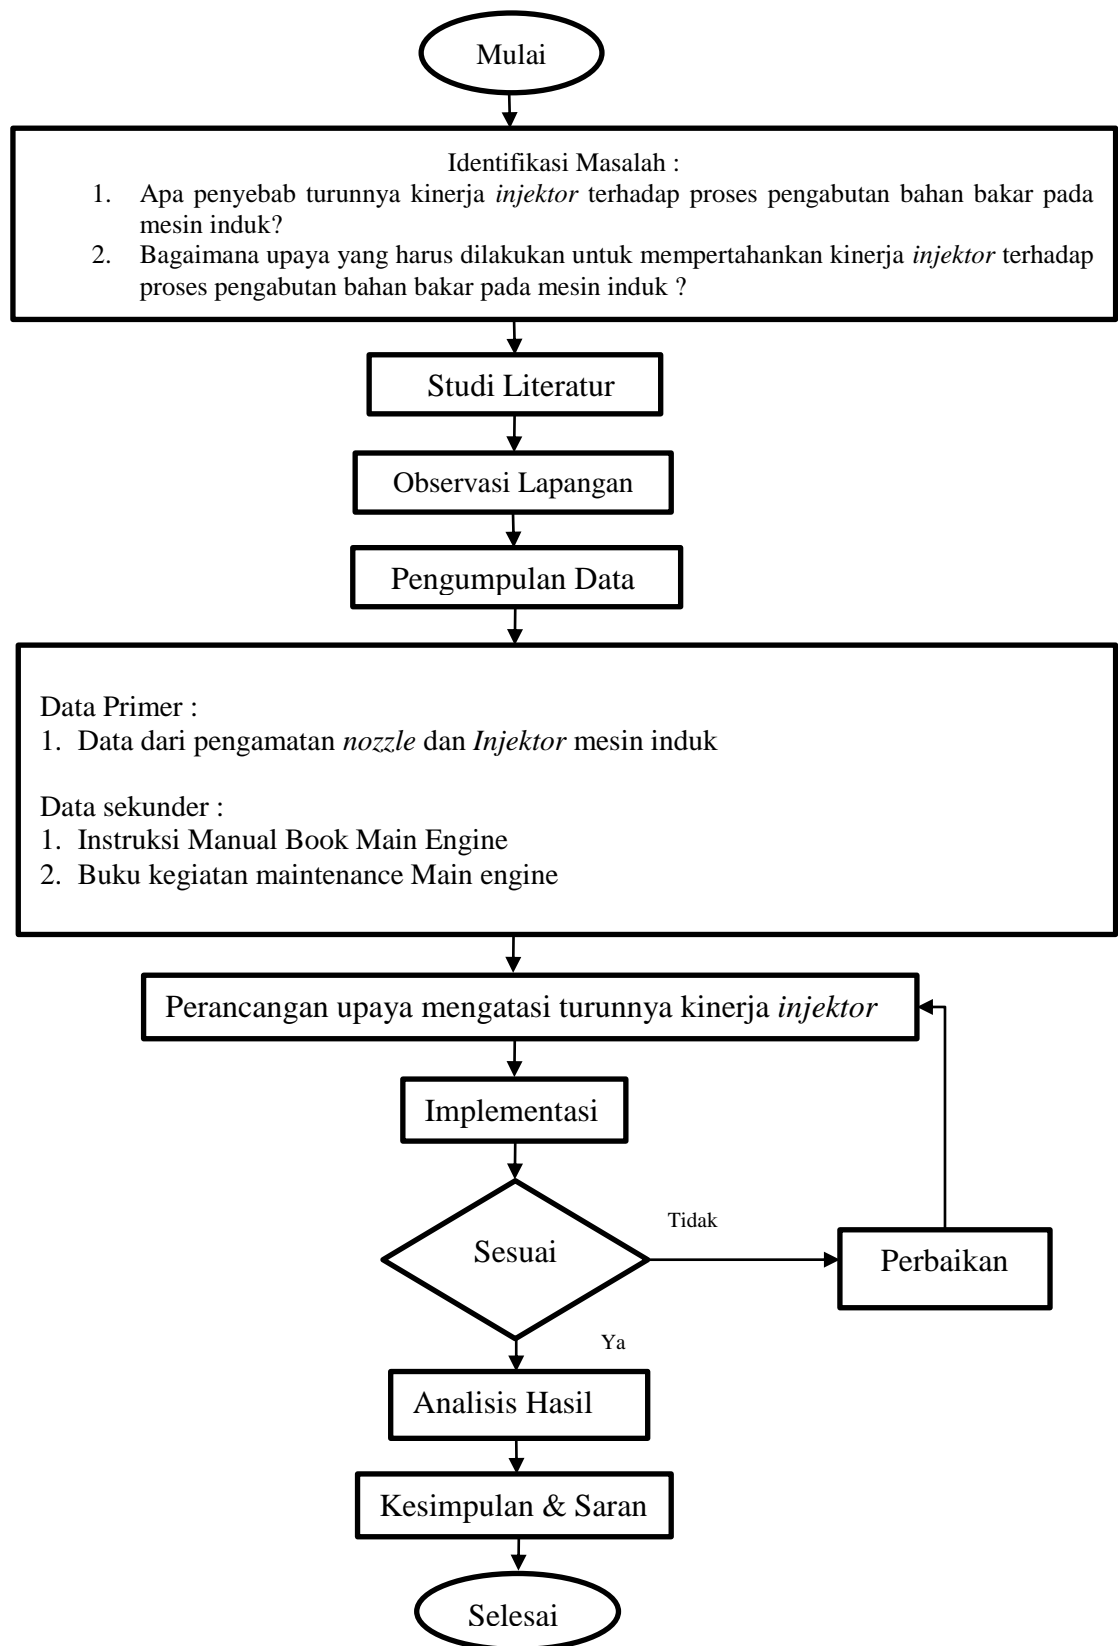 Mulai
Identifikasi Masalah :
1. Apa penyebab turunnya kinerja injektor terhadap proses pengabutan bahan bakar pada
mesin induk?
2. Bagaimana upaya yang harus dilakukan untuk mempertahankan kinerja injektor terhadap
proses pengabutan bahan bakar pada mesin induk ?
Studi Literatur
Observasi Lapangan
Pengumpulan Data
Data Primer :
1. Data dari pengamatan nozzle dan Injektor mesin induk
Data sekunder :
1. Instruksi Manual Book Main Engine
2. Buku kegiatan maintenance Main engine
Perancangan upaya mengatasi turunnya kinerja injektor
Implementasi
Sesuai
Tidak
Perbaikan
Ya
Analisis Hasil
Kesimpulan & Saran
Selesai